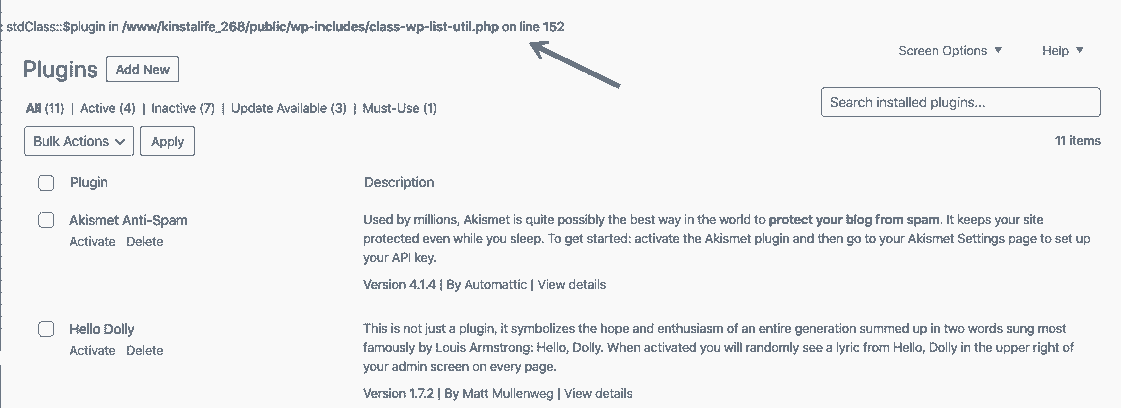 : stdClass::$plugin in /www/kinstalife_268/public/wp-includes/class-wp-list-util.php on line 152
Screen Options ▼ Help ▼
Plugins Add New
All (11) | Active (4) | Inactive (7) | Update Available (3) | Must-Use (1)
Search installed plugins...
Bulk Actions Apply
11 items
Plugin Description
Akismet Anti-Spam
Activate Delete
Used by millions, Akismet is quite possibly the best way in the world to protect your blog from spam. It keeps your site
protected even while you sleep. To get started: activate the Akismet plugin and then go to your Akismet Settings page to set up
your API key.
Version 4.1.4 | By Automattic | View details
Hello Dolly
Activate Delete
This is not just a plugin, it symbolizes the hope and enthusiasm of an entire generation summed up in two words sung most
famously by Louis Armstrong: Hello, Dolly. When activated you will randomly see a lyric from Hello, Dolly in the upper right of
your admin screen on every page.
Version 1.7.2 | By Matt Mullenweg | View details